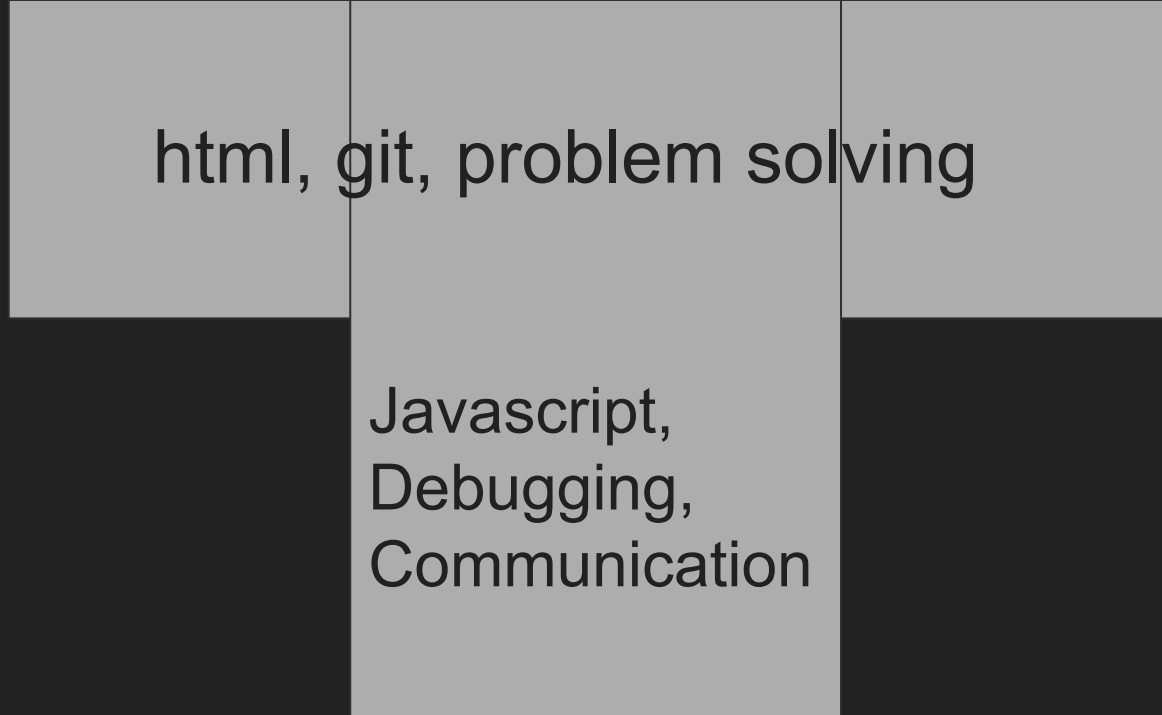 html, git, problem solving
Javascript,
Debugging,
Communication